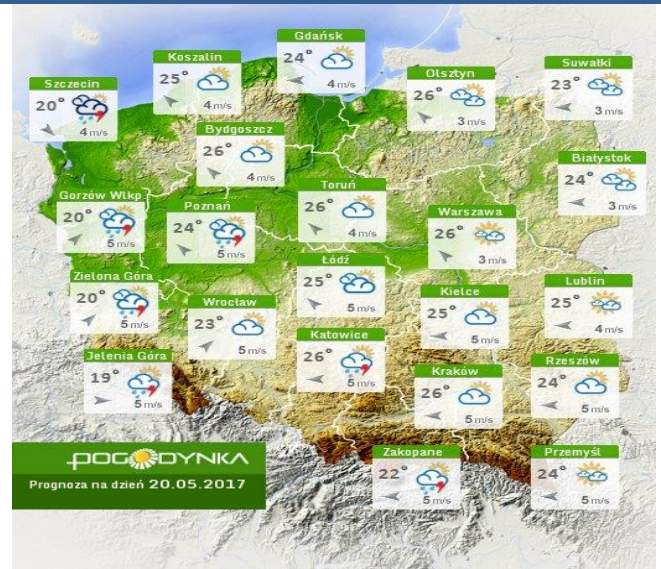 Gdańsk
24°
4 m/s
Koszalin
25°
4 m/s
Suwałki
23°
3 m/s
Olsztyn
26°
3 m/s
Szczecin
20°
4 m/s
Bydgoszcz
26°
4 m/s
Białystok
24°
3 m/s
Toruń
26°
4 m/s
Gorzów Wlkp
20°
5 m/s
Poznań
24°
5 m/s
Warszawa
26°
3 m/s
Łódź
25°
5 m/s
Zielona Góra
20°
5 m/s
Lublin
25°
4 m/s
Kielce
25°
5 m/s
Wrocław
23°
5 m/s
Katowice
26°
5 m/s
Jelenia Góra
19°
5 m/s
Rzeszów
24°
5 m/s
Kraków
26°
5 m/s
Zakopane
22°
5 m/s
Przemyśl
24°
5 m/s
POGODYNKA
Prognoza na dzień 20.05.2017